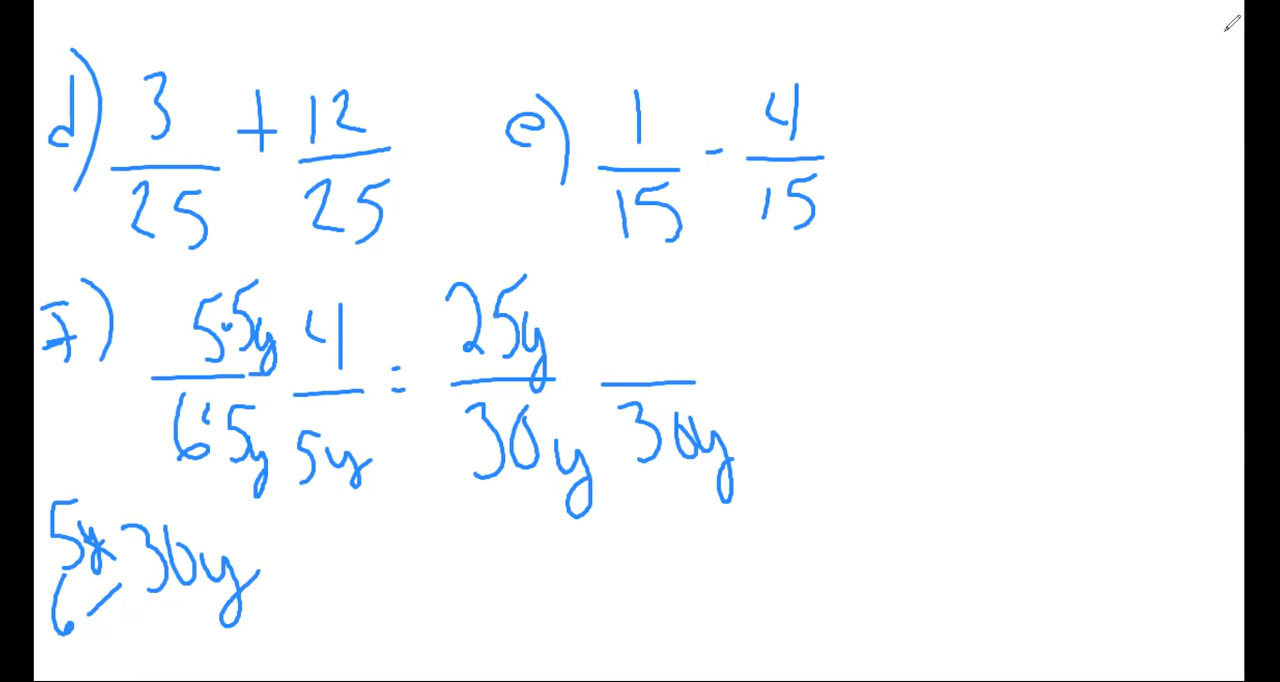 d) 3/25 + 12/25 e) 1/15 - 4/15
F) 5·5y/6·5y 4/5y = 25y/30y /30y
5y 30y
6